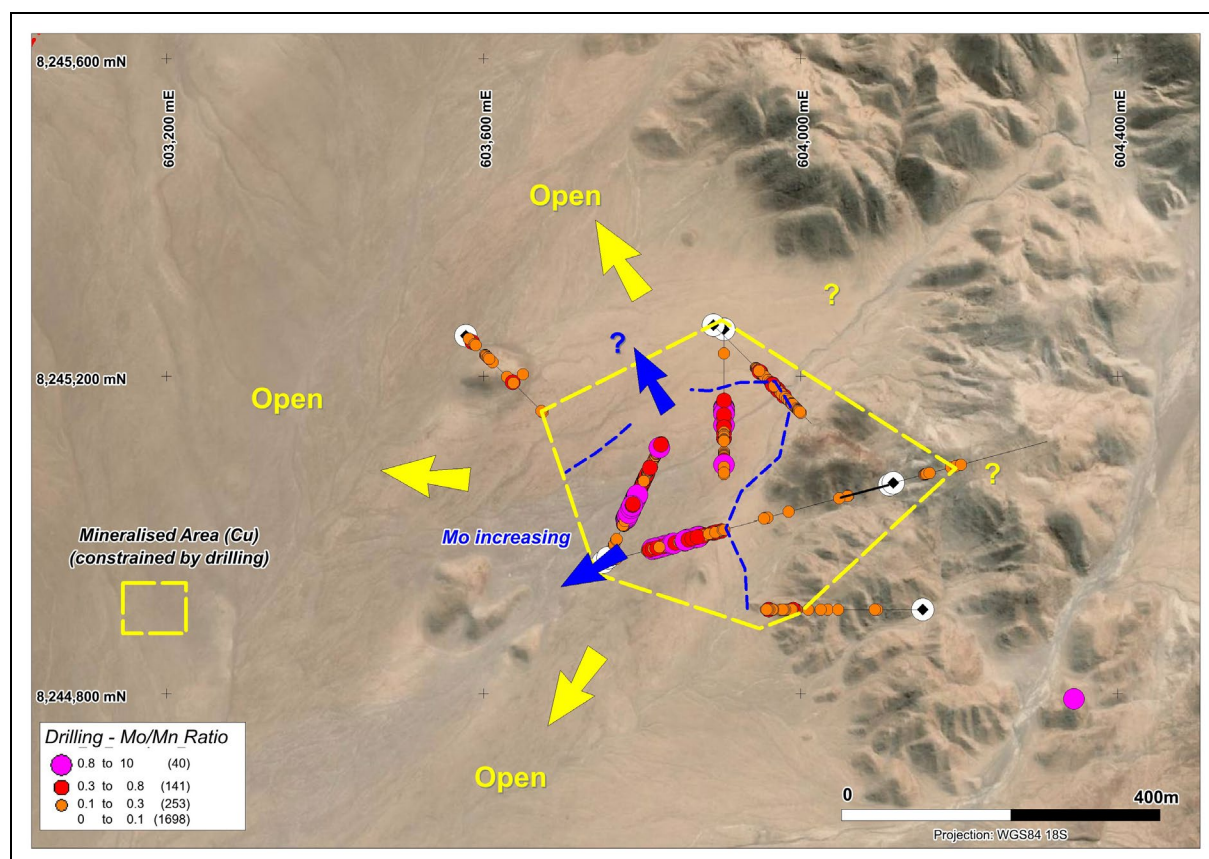 8,245,600 mN
603,200 mE
603,600 mE
604,000 mE
604,400 mE
Open
?
?
8,245,200 mN
Open
?
Mineralised Area (Cu)
(constrained by drilling)
Mo increasing
8,244,800 mN
Open
Drilling - Mo/Mn Ratio
0.8 to 10 (40)
0.3 to 0.8 (141)
0.1 to 0.3 (253)
0 to 0.1 (1698)
0 400m
Projection: WGS84 18S